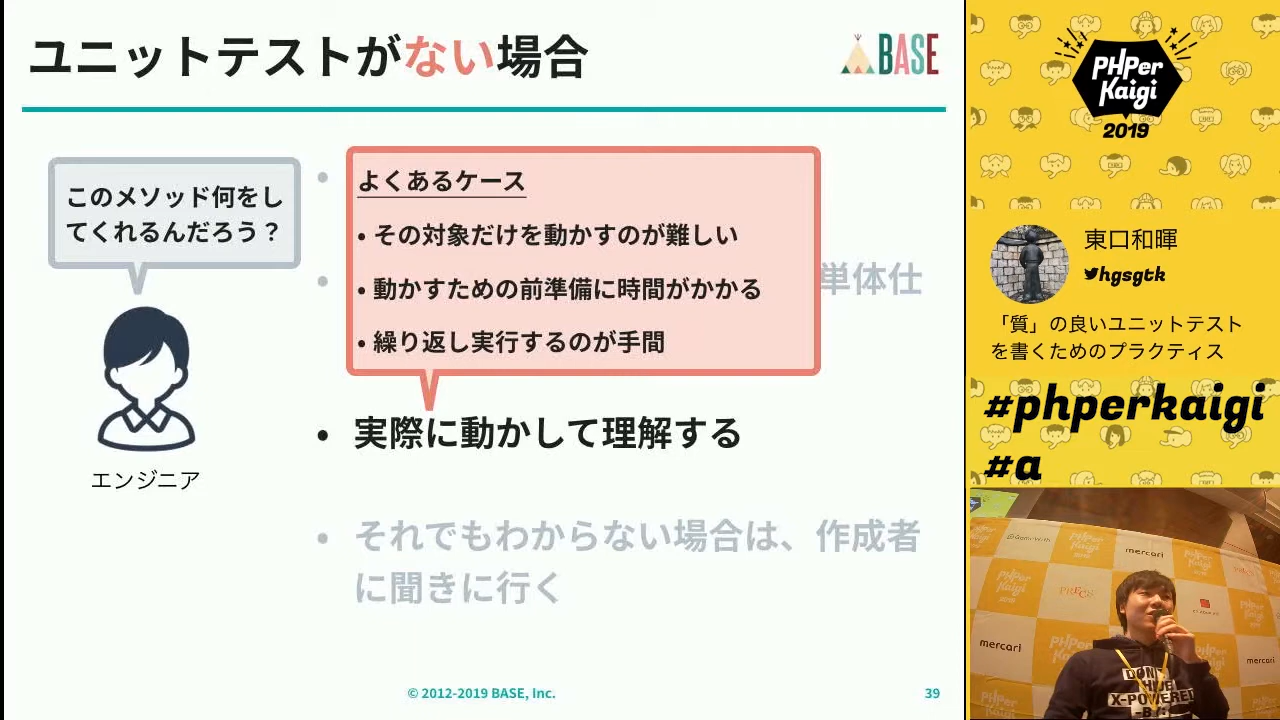 ユニットテストがない場合
BASE
このメソッド何をし
てくれるんだろう？
エンジニア
よくあるケース
• その対象だけを動かすのが難しい
• 動かすための前準備に時間がかかる
• 繰り返し実行するのが手間
単体仕
• 実際に動かして理解する
• それでもわからない場合は、作成者
に聞きに行く
© 2012-2019 BASE, Inc.
39
PHPer
Kaigi
2019
東口和暉
hgsgtk
「質」の良いユニットテスト
を書くためのプラクティス
#phperkaigi
#a
mercari
PHPer
Kaigi
mercari
PHPer
Kaigi
mercari
X-POWERED
-BY